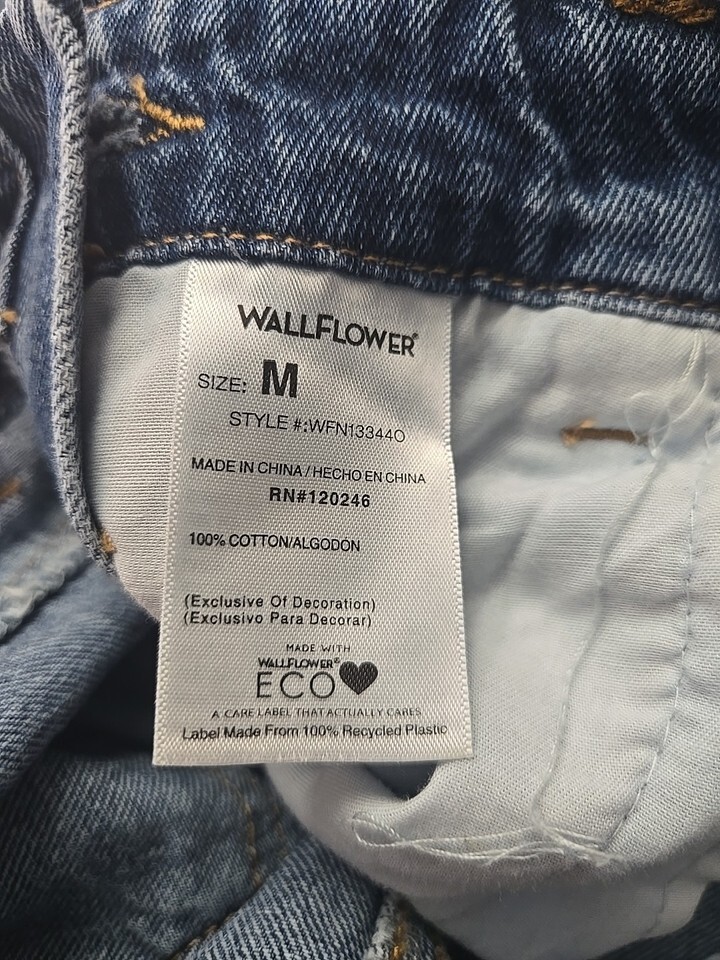 WALLFLOWER®
SIZE: M
STYLE #:WFN13344O
MADE IN CHINA / HECHO EN CHINA
RN#120246
100% COTTON/ALGODÓN
(Exclusive Of Decoration)
(Exclusivo Para Decorar)
MADE WITH
WALLFLOWER®
ECO
A CARE LABEL THAT ACTUALLY CARES
Label Made From 100% Recycled Plastic